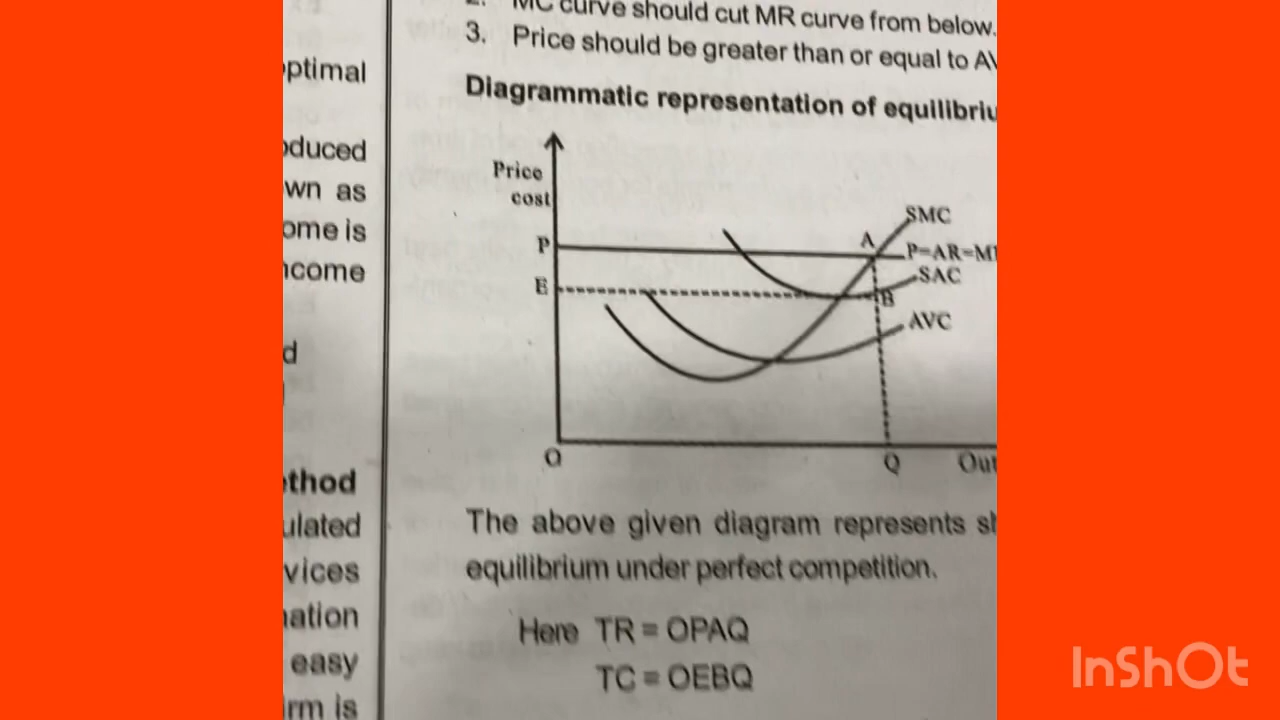 ptimal
duced
wn as
ome is
ncome
d
thod
ulated
vices
nation
easy
rm is
2. MC curve should cut MR curve from below.
3. Price should be greater than or equal to AV
Diagrammatic representation of equilibriu
Price
cost
P
E
SMC
A
P=AR=M
SAC
B
AVC
O
Q
Out
The above given diagram represents sh
equilibrium under perfect competition.
Here TR = OPAQ
TC = OEBQ
InShOt